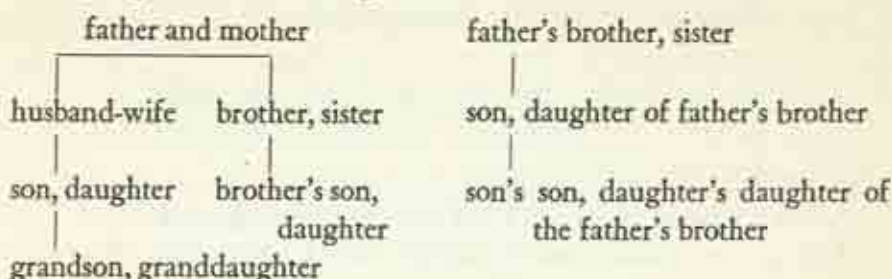 father and mother father's brother, sister
husband-wife brother, sister son, daughter of father's brother
son, daughter brother's son, son's son, daughter's daughter of
daughter the father's brother
grandson, granddaughter